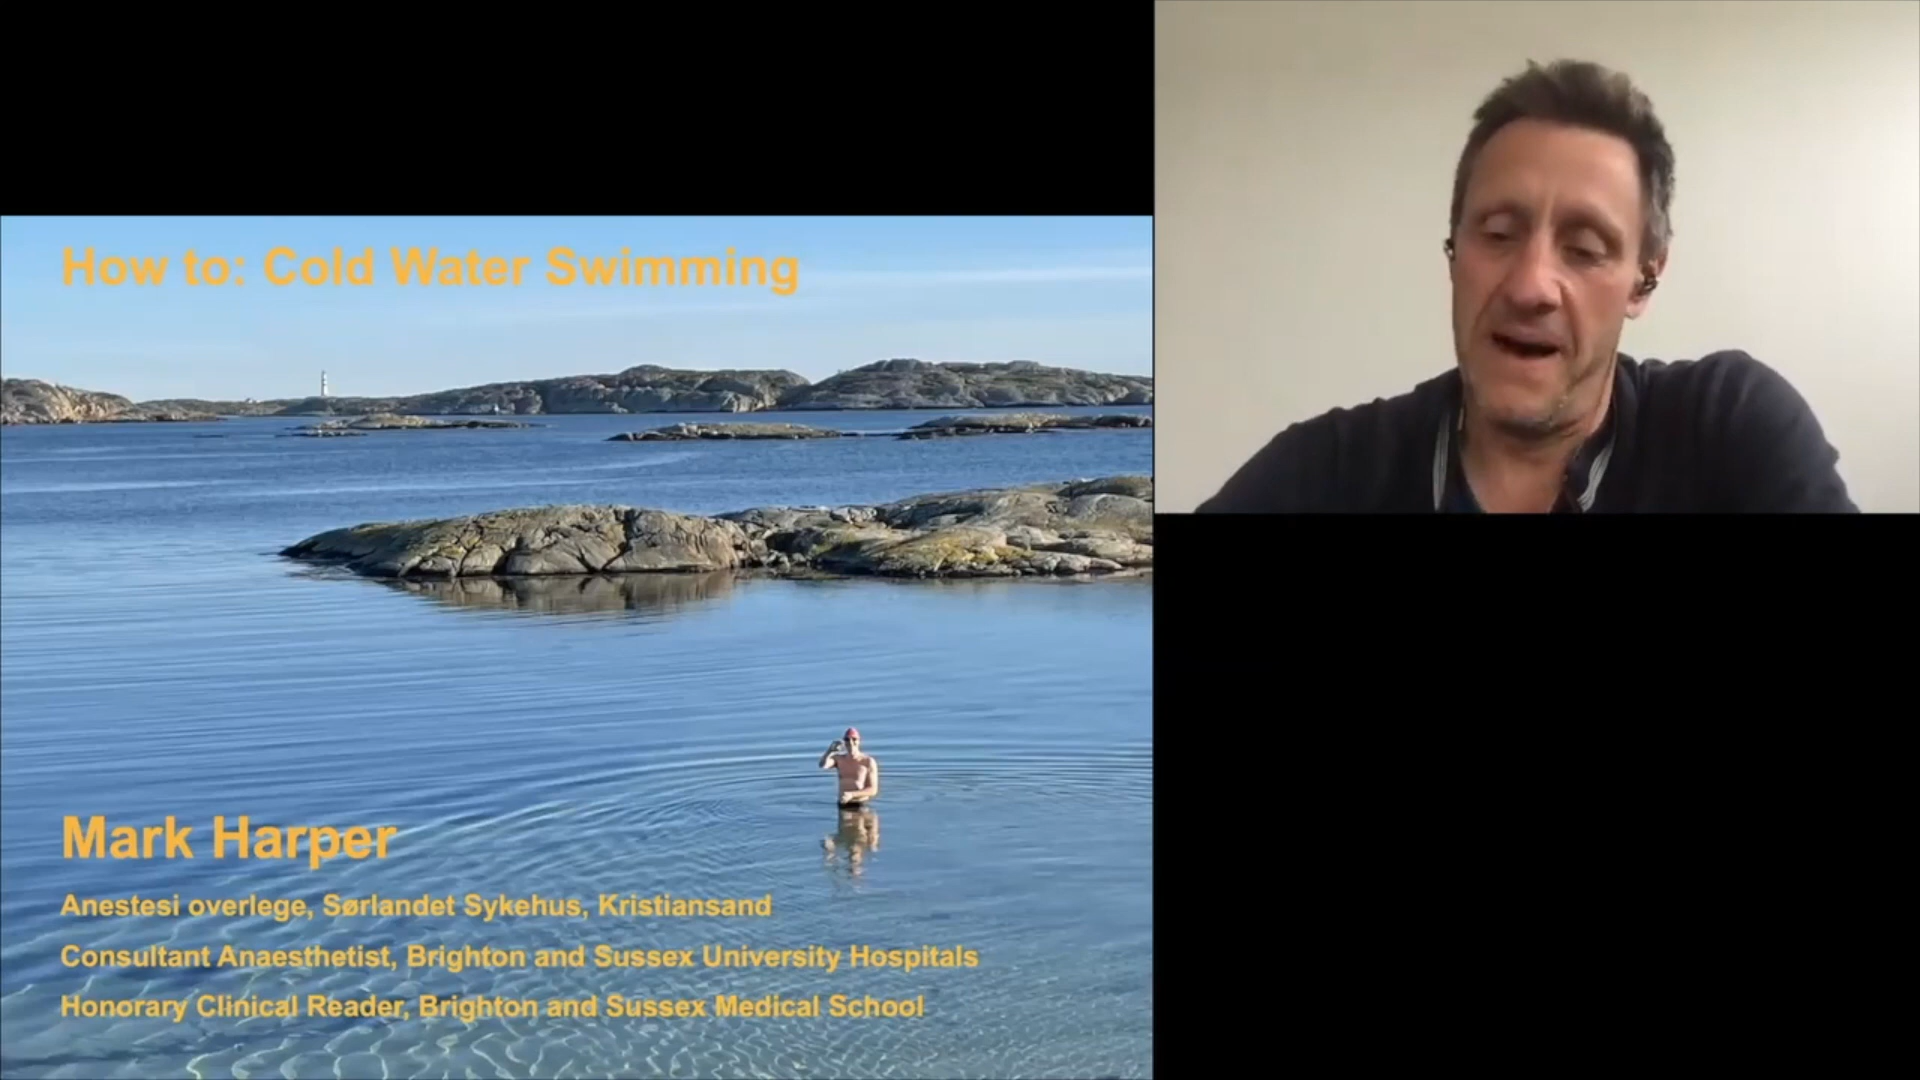 How to: Cold Water Swimming
Mark Harper
Anestesi overlege, Sørlandet Sykehus, Kristiansand
Consultant Anaesthetist, Brighton and Sussex University Hospitals
Honorary Clinical Reader, Brighton and Sussex Medical School